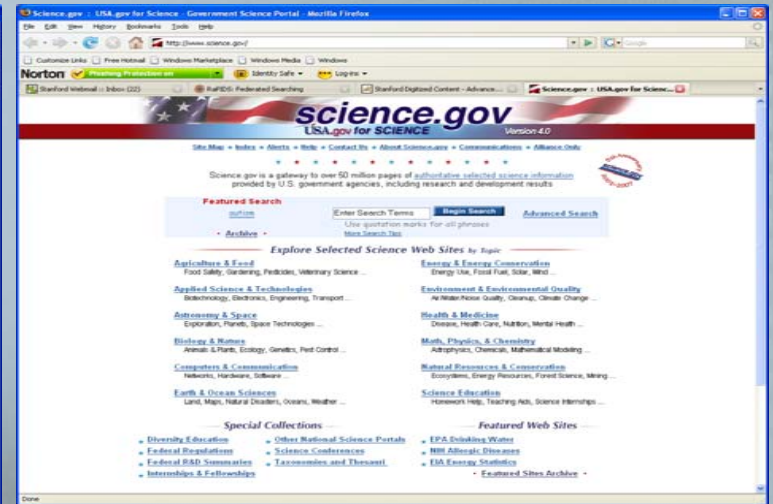 Science.gov : USA.gov for Science - Government Science Portal - Mozilla Firefox
File Edit View History Bookmarks Tools Help
http://www.science.gov/
Google
Customize Links Free Hotmail Windows Marketplace Windows Media Windows
Norton Phishing Protection on Identity Safe Log-ins
Stanford Webmail :: Inbox (22) RaPIDS: Federated Searching Stanford Digitized Content - Advance... Science.gov : USA.gov for Scienc...
science.gov
USA.gov for SCIENCE Version 4.0
Site Map Index Alerts Help Contact Us About Science.gov Communications Alliance Only
Science.gov is a gateway to over 50 million pages of authoritative selected science information
provided by U.S. government agencies, including research and development results
Featured Search
autism Enter Search Terms Begin Search Advanced Search
Use quotation marks for all phrases
• Archive • More Search Tips
Explore Selected Science Web Sites by Topic
Agriculture & Food
Food Safety, Gardening, Pesticides, Veterinary Science ...
Applied Science & Technologies
Biotechnology, Electronics, Engineering, Transport ...
Astronomy & Space
Exploration, Planets, Space Technologies ...
Biology & Nature
Animals & Plants, Ecology, Genetics, Pest Control ...
Computers & Communication
Networks, Hardware, Software ...
Earth & Ocean Sciences
Land, Maps, Natural Disasters, Oceans, Weather ...
Energy & Energy Conservation
Energy Use, Fossil Fuel, Solar, Wind ...
Environment & Environmental Quality
Air/Water/Noise Quality, Cleanup, Climate Change ...
Health & Medicine
Disease, Health Care, Nutrition, Mental Health ...
Math, Physics, & Chemistry
Astrophysics, Chemicals, Mathematical Modeling ...
Natural Resources & Conservation
Ecosystems, Energy Resources, Forest Science, Mining ...
Science Education
Homework Help, Teaching Aids, Science Internships ...
Special Collections
Diversity Education
Federal Regulations
Federal R&D Summaries
Internships & Fellowships
Other National Science Portals
Science Conferences
Taxonomies and Thesauri
Featured Web Sites
EPA Drinking Water
NIH Allergic Diseases
EIA Energy Statistics
• Featured Sites Archive •
Done